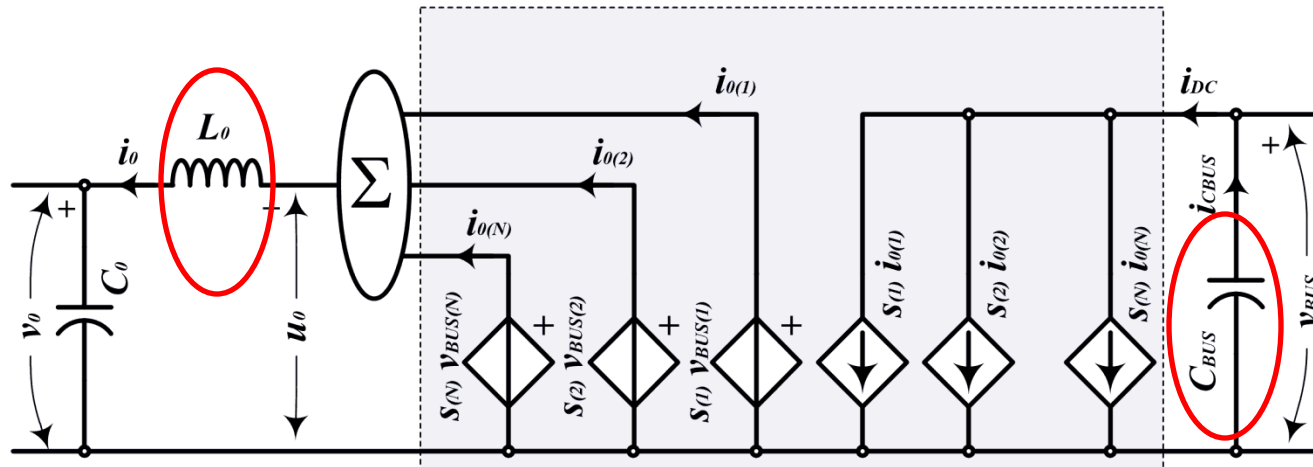 i0(1)
iDC
L0
i0
i0(2)
+
iCBUS
Σ
i0(N)
+
+
S(1) i0(1)
S(2) i0(2)
S(N) i0(N)
C0
v0
u0
S(N) vBUS(N)
+
S(2) vBUS(2)
+
S(1) vBUS(1)
+
CBUS
vBUS